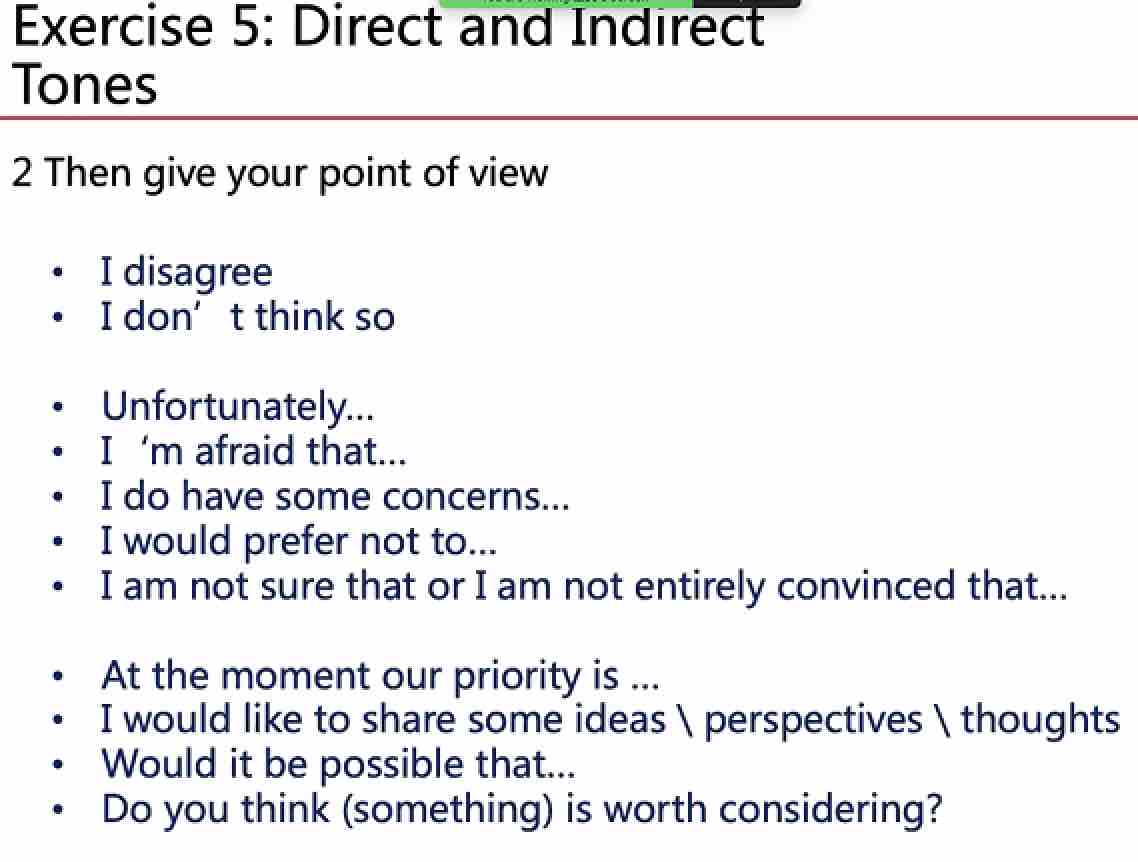 Exercise 5: Direct and Indirect
Tones
2 Then give your point of view
• I disagree
• I don’ t think so
• Unfortunately...
• I ‘m afraid that...
• I do have some concerns...
• I would prefer not to...
• I am not sure that or I am not entirely convinced that...
• At the moment our priority is ...
• I would like to share some ideas \ perspectives \ thoughts
• Would it be possible that...
• Do you think (something) is worth considering?